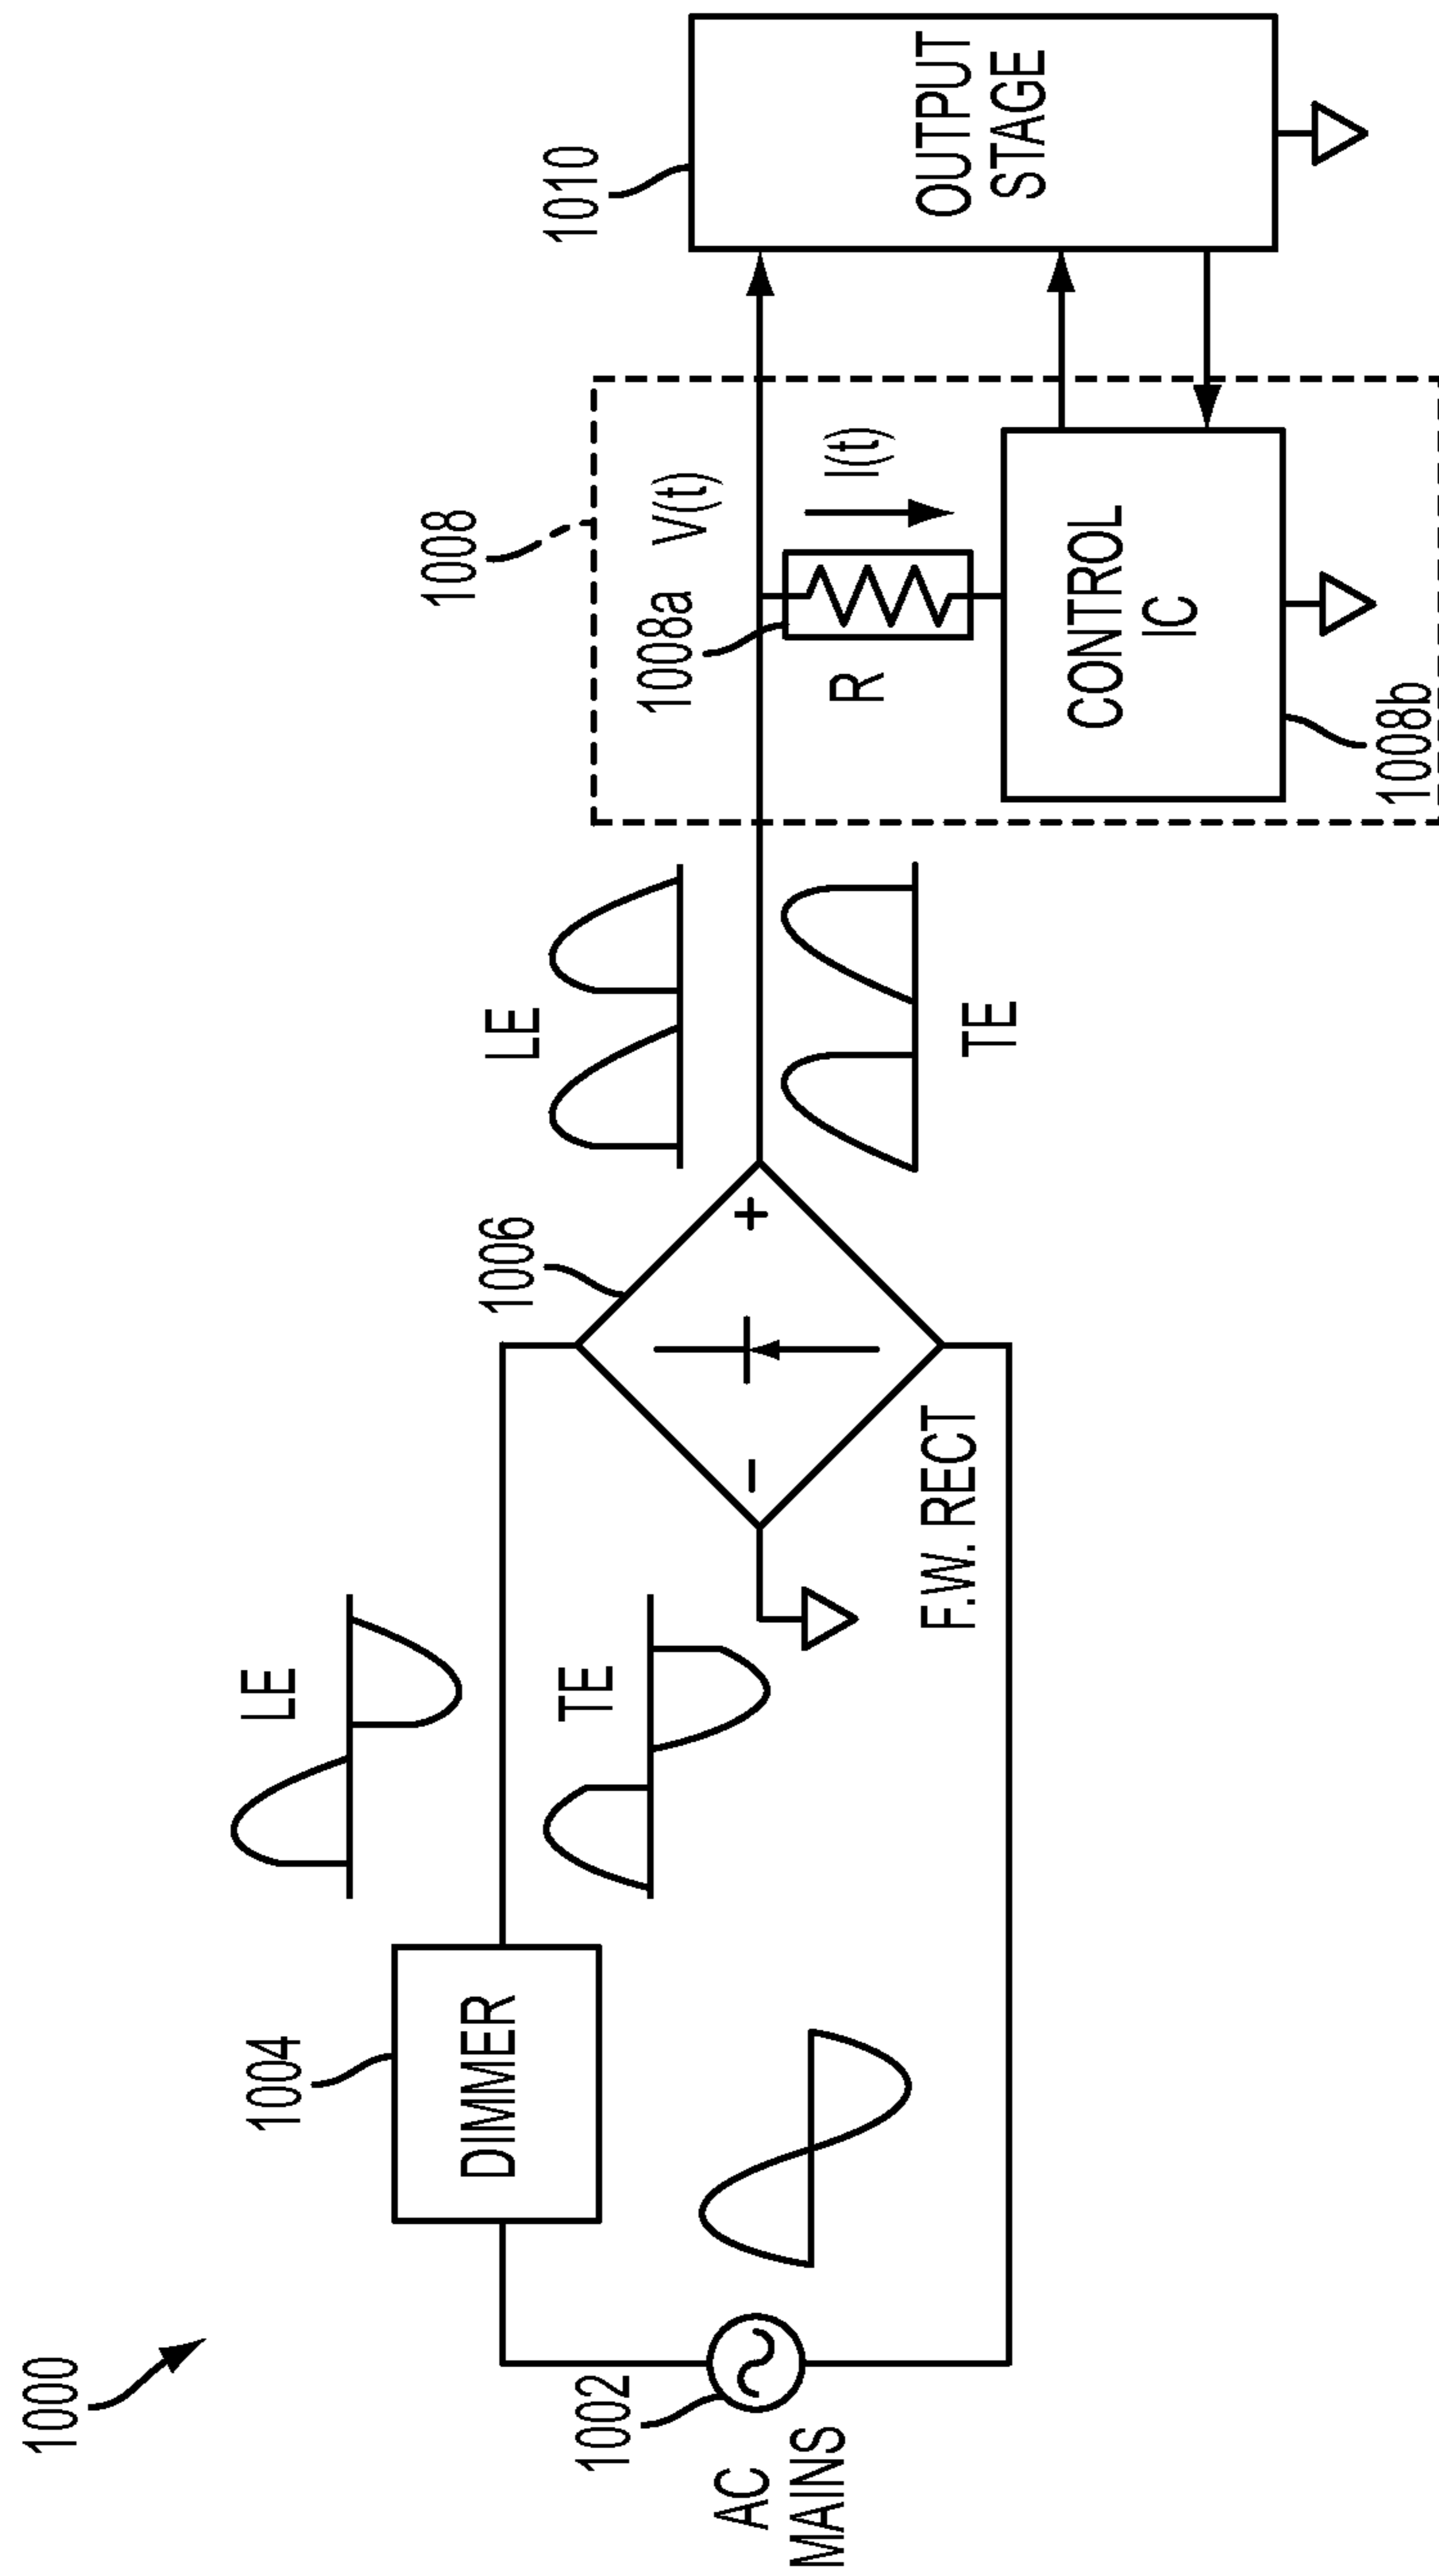 1000
1002
AC
MAINS
1004
DIMMER
LE
TE
1006
−
+
F.W. RECT
LE
TE
1008
1008a
V(t)
R
I(t)
CONTROL
IC
1008b
1010
OUTPUT
STAGE